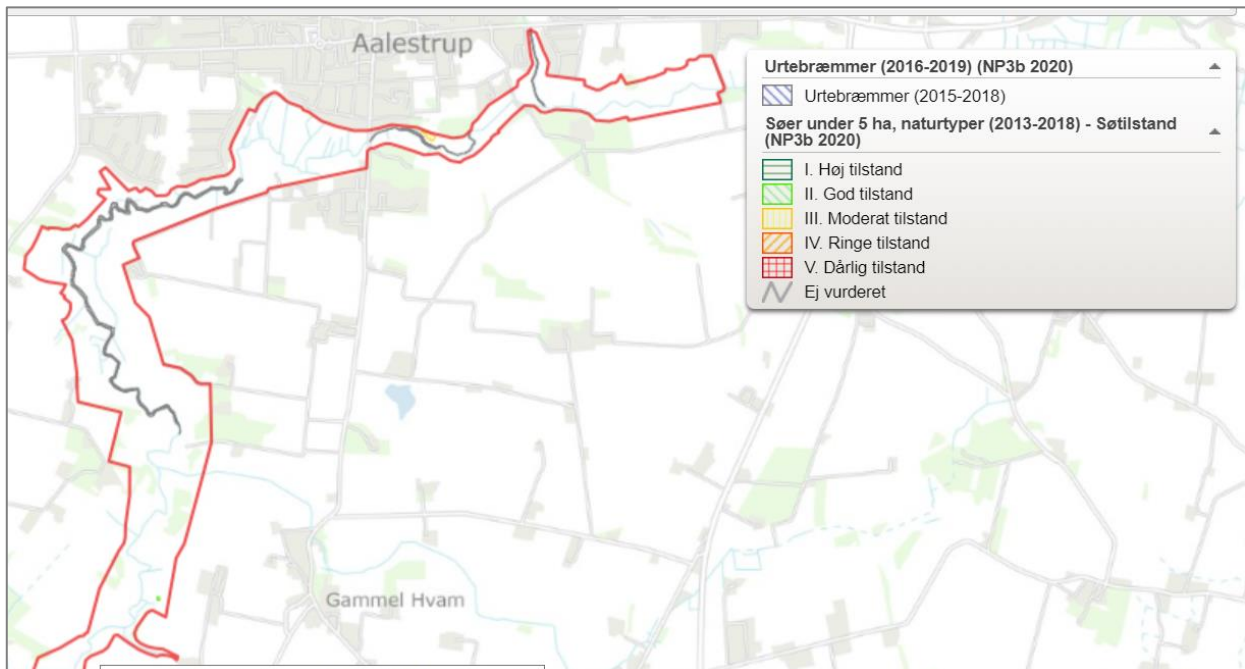 Aalestrup
Urtebræmmer (2016-2019) (NP3b 2020)
Urtebræmmer (2015-2018)
Søer under 5 ha, naturtyper (2013-2018) - Søtilstand
(NP3b 2020)
I. Høj tilstand
II. God tilstand
III. Moderat tilstand
IV. Ringe tilstand
V. Dårlig tilstand
Ej vurderet
Gammel Hvam